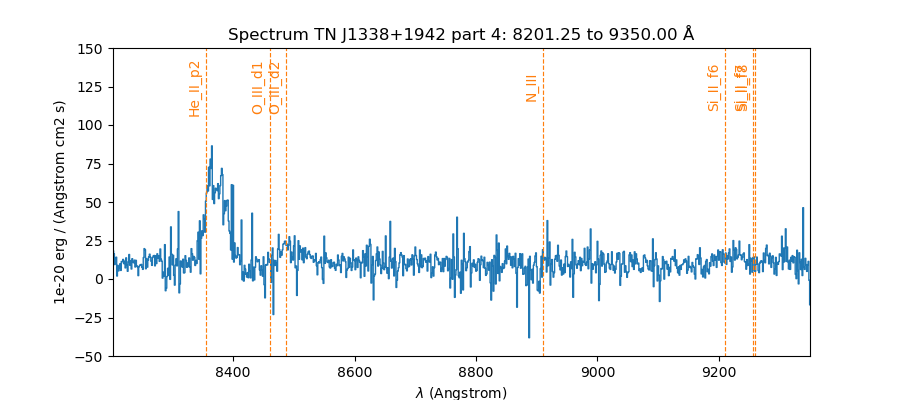 Spectrum TN J1338+1942 part 4: 8201.25 to 9350.00 Å
1e-20 erg / (Angstrom cm2 s)
150
125
100
75
50
25
0
−25
−50
He_II_p2
O_III_d1
O_III_d2
N_III
Si_II_f6
Si_II_f8
8400
8600
8800
9000
9200
λ (Angstrom)